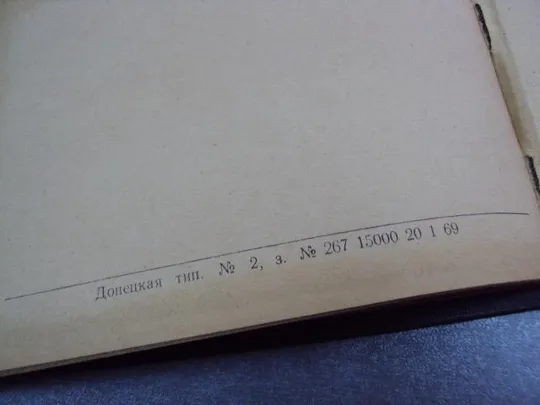 Донецкая тип. № 2, з. № 267 15000 20 1 69